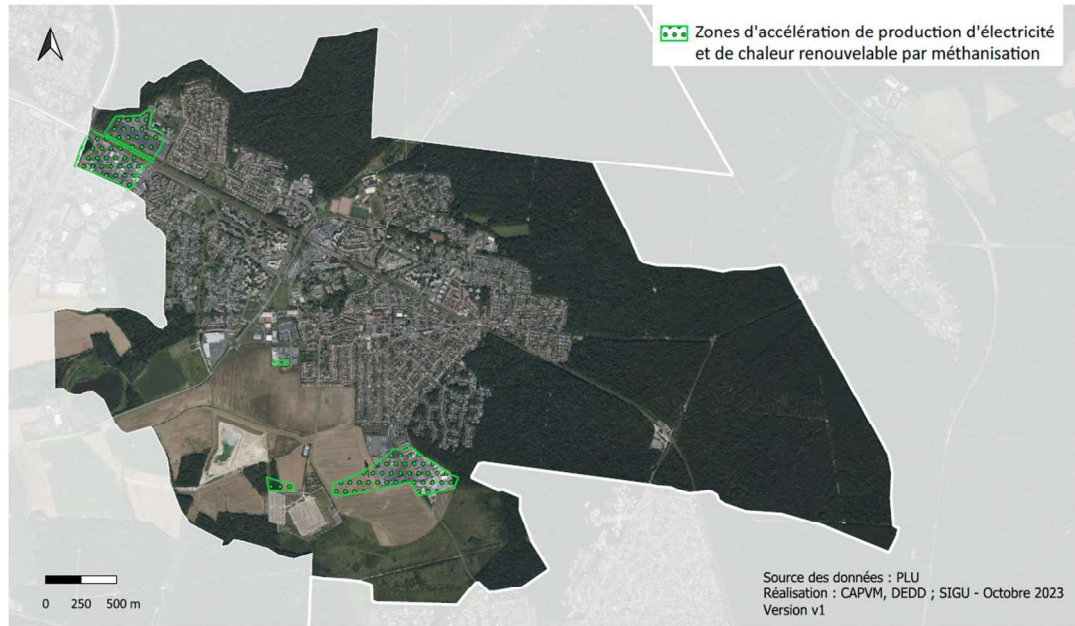 Zones d'accélération de production d'électricité
et de chaleur renouvelable par méthanisation
0 250 500 m
Source des données : PLU
Réalisation : CAPVM, DEDD ; SIGU - Octobre 2023
Version v1